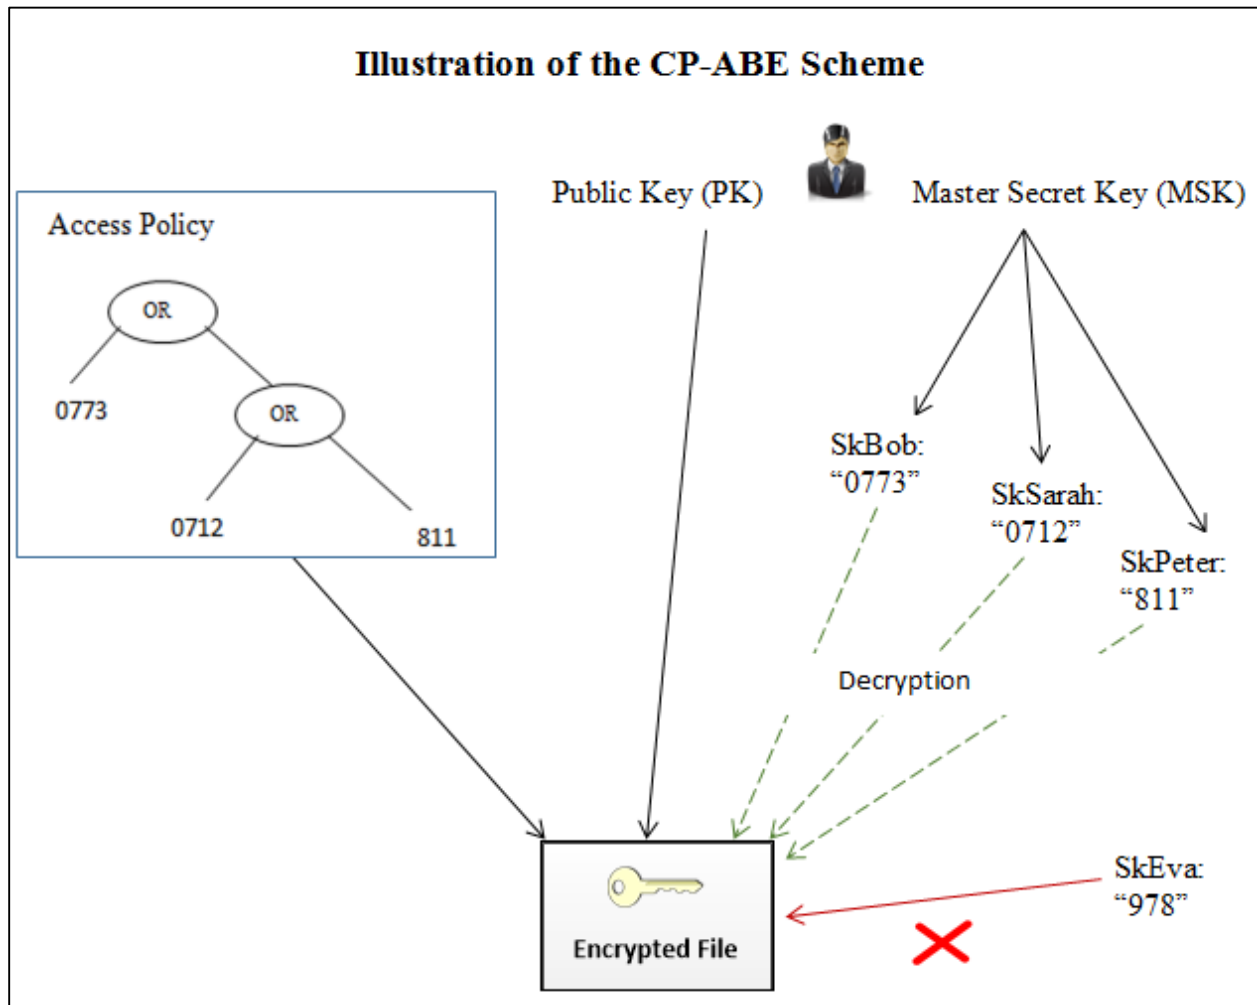 Illustration of the CP-ABE Scheme
Public Key (PK)
Master Secret Key (MSK)
Access Policy
OR
0773
OR
0712
811
SkBob:
“0773”
SkSarah:
“0712”
SkPeter:
“811”
Decryption
SkEva:
“978”
Encrypted File